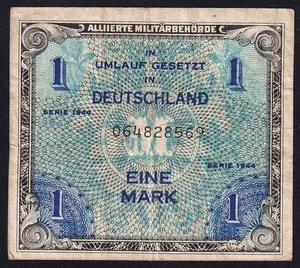 ALLIIERTE MILITÄRBEHÖRDE
IN
UMLAUF GESETZT
1 IN 1
DEUTSCHLAND
SERIE 1944
064828569
SERIE 1944
EINE
MARK
1 1